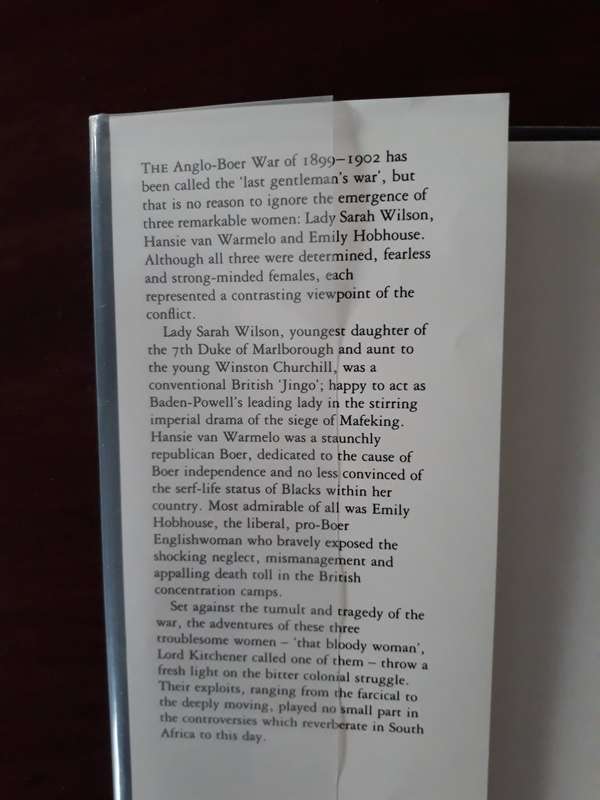 THE Anglo-Boer War of 1899–1902 has
been called the 'last gentleman's war', but
that is no reason to ignore the emergence of
three remarkable women: Lady Sarah Wilson,
Hansie van Warmelo and Emily Hobhouse.
Although all three were determined, fearless
and strong-minded females, each
represented a contrasting viewpoint of the
conflict.
Lady Sarah Wilson, youngest daughter of
the 7th Duke of Marlborough and aunt to
the young Winston Churchill, was a
conventional British 'Jingo'; happy to act as
Baden-Powell's leading lady in the stirring
imperial drama of the siege of Mafeking.
Hansie van Warmelo was a staunchly
republican Boer, dedicated to the cause of
Boer independence and no less convinced of
the serf-life status of Blacks within her
country. Most admirable of all was Emily
Hobhouse, the liberal, pro-Boer
Englishwoman who bravely exposed the
shocking neglect, mismanagement and
appalling death toll in the British
concentration camps.
Set against the tumult and tragedy of the
war, the adventures of these three
troublesome women – 'that bloody woman',
Lord Kitchener called one of them – throw a
fresh light on the bitter colonial struggle.
Their exploits, ranging from the farcical to
the deeply moving, played no small part in
the controversies which reverberate in South
Africa to this day.